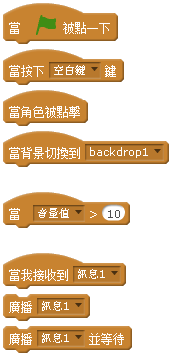 當 被點一下
當按下 空白鍵 鍵
當角色被點擊
當背景切換到 backdrop1
當 音量值 > 10
當我接收到 訊息1
廣播 訊息1
廣播 訊息1 並等待